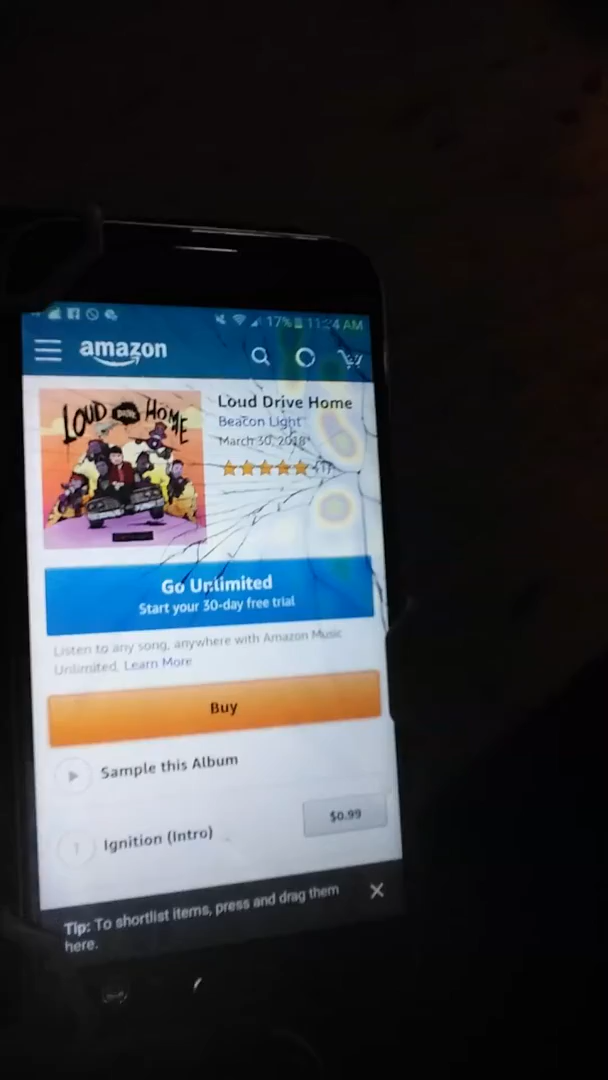 17% 11:24 AM
amazon
LOUD DRIVE HOME
Loud Drive Home
Beacon Light
March 30, 2018
(1)
Go Unlimited
Start your 30-day free trial
Listen to any song, anywhere with Amazon Music
Unlimited. Learn More
Buy
Sample this Album
1 Ignition (Intro) $0.99
Tip: To shortlist items, press and drag them
here.